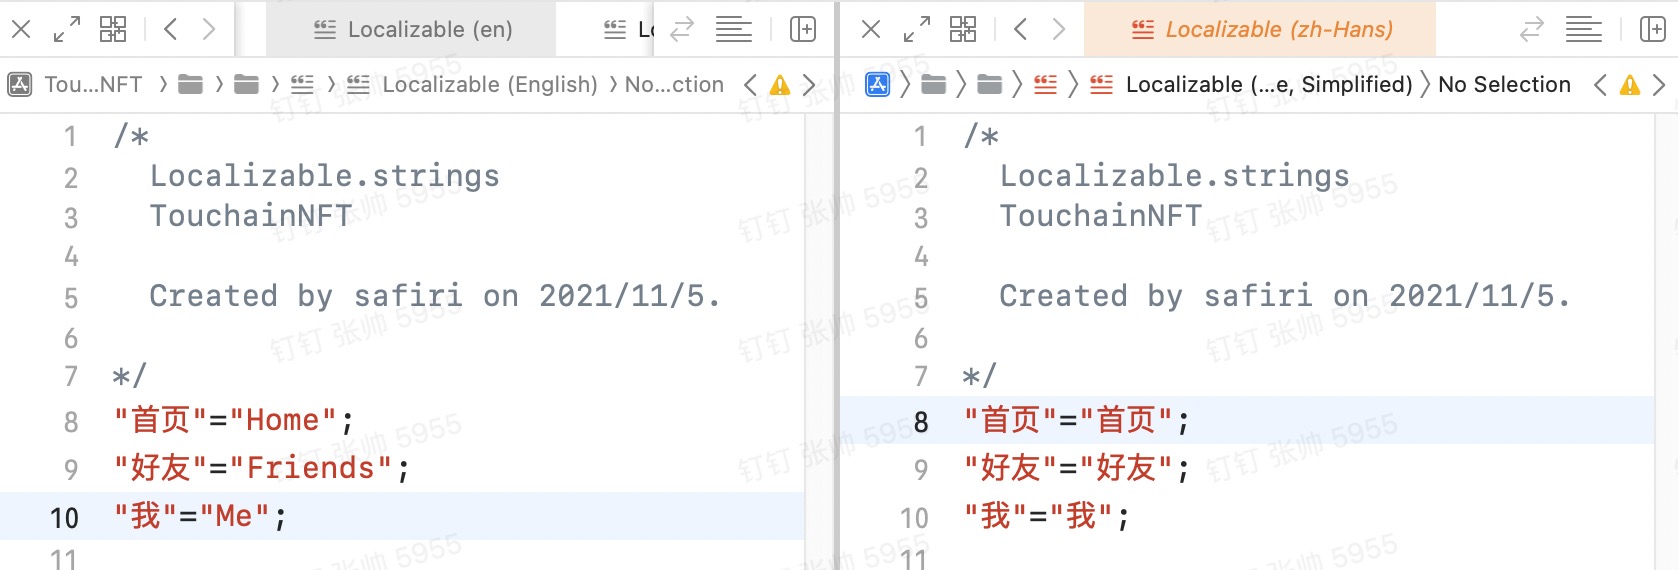 Localizable (en)
Lo
Tou...NFT
Localizable (English)
No...ction
1 /*
2 Localizable.strings
3 TouchainNFT
4
5 Created by safiri on 2021/11/5.
6
7 */
8 "首页"="Home";
9 "好友"="Friends";
10 "我"="Me";
11
Localizable (zh-Hans)
Localizable (...e, Simplified)
No Selection
1 /*
2 Localizable.strings
3 TouchainNFT
4
5 Created by safiri on 2021/11/5.
6
7 */
8 "首页"="首页";
9 "好友"="好友";
10 "我"="我";
11
钉钉 张帅 5955